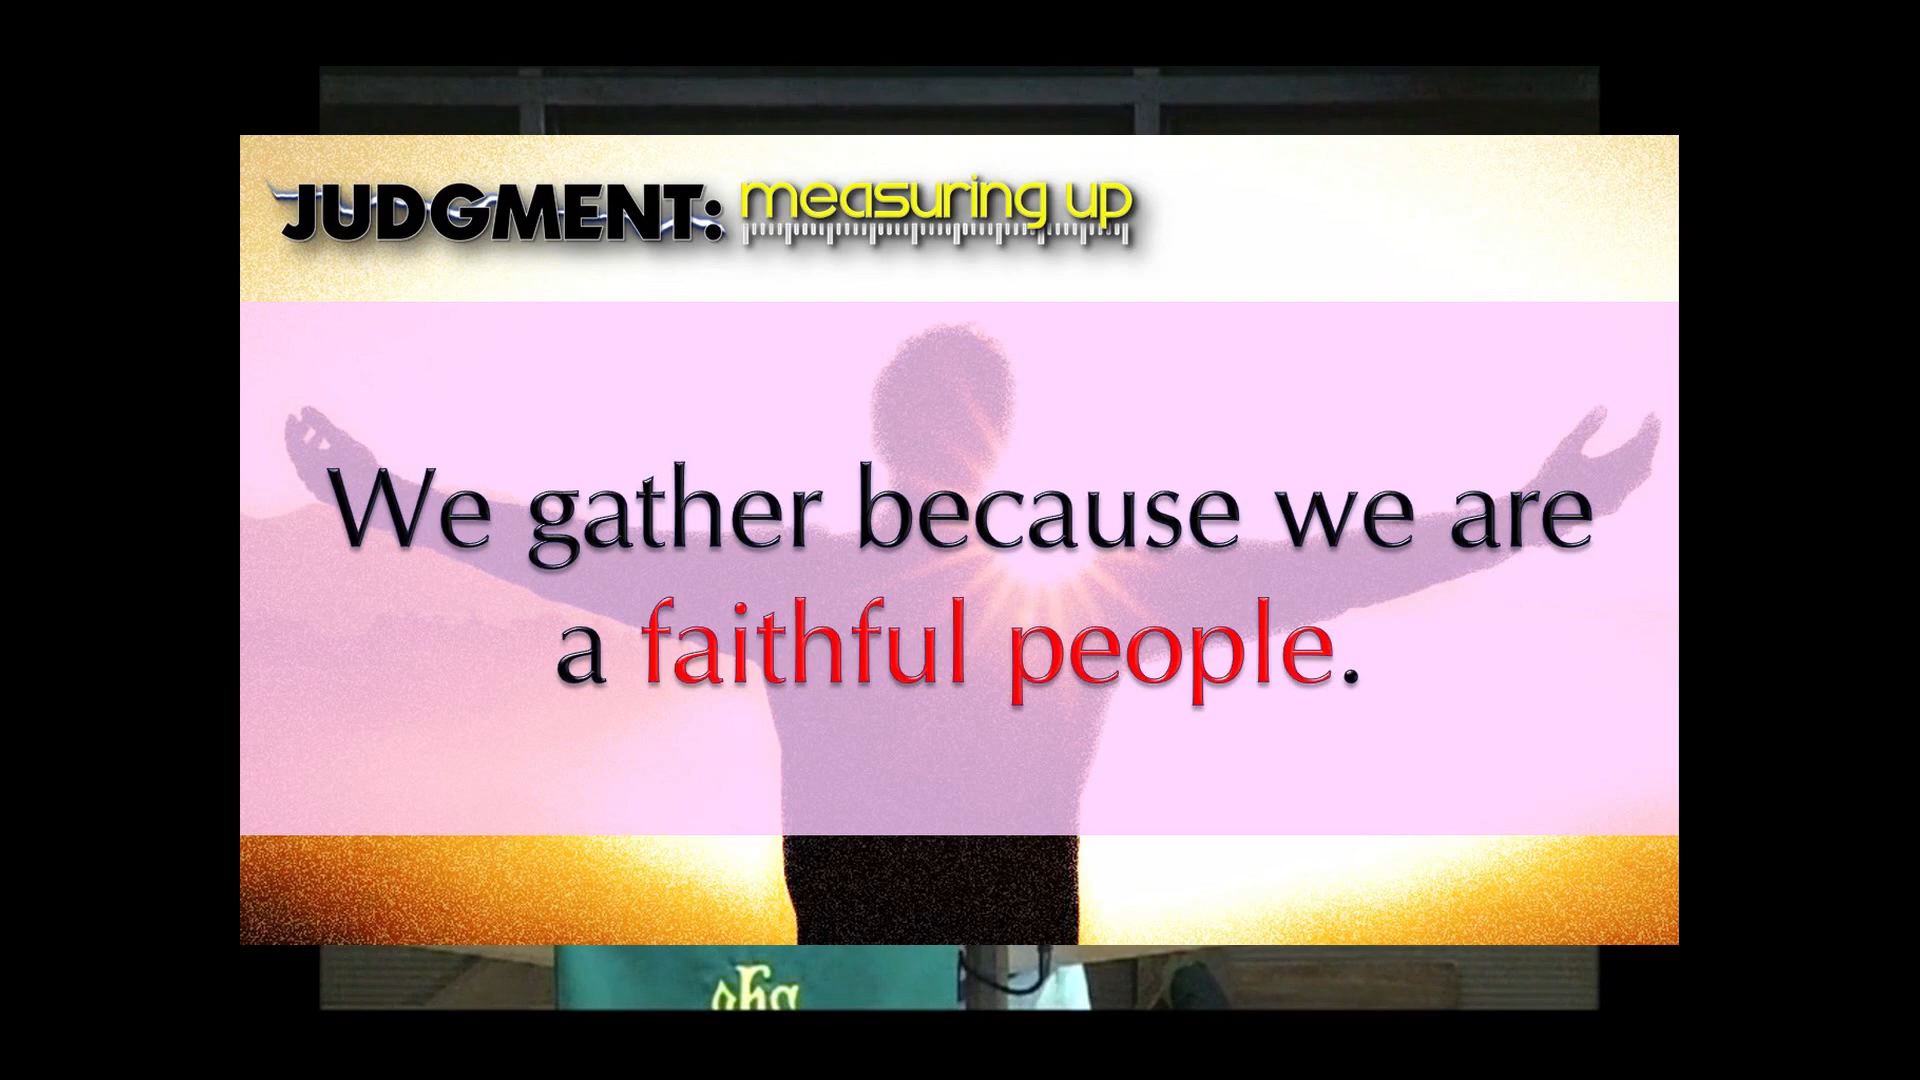 JUDGMENT: measuring up
We gather because we are
a faithful people.